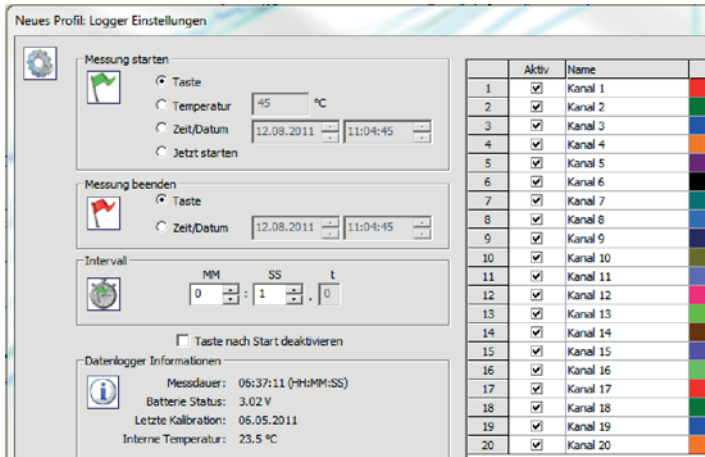 Neues Profil: Logger Einstellungen
Messung starten
Taste
Temperatur 45 °C
Zeit/Datum 12.08.2011 11:04:45
Jetzt starten
Messung beenden
Taste
Zeit/Datum 12.08.2011 11:04:45
Intervall
MM SS t
0 : 1 . 0
Taste nach Start deaktivieren
Datenlogger Informationen
Messdauer: 06:37:11 (HH:MM:SS)
Batterie Status: 3.02 V
Letzte Kalibration: 06.05.2011
Interne Temperatur: 23.5 °C
Aktiv Name
1 Kanal 1
2 Kanal 2
3 Kanal 3
4 Kanal 4
5 Kanal 5
6 Kanal 6
7 Kanal 7
8 Kanal 8
9 Kanal 9
10 Kanal 10
11 Kanal 11
12 Kanal 12
13 Kanal 13
14 Kanal 14
15 Kanal 15
16 Kanal 16
17 Kanal 17
18 Kanal 18
19 Kanal 19
20 Kanal 20